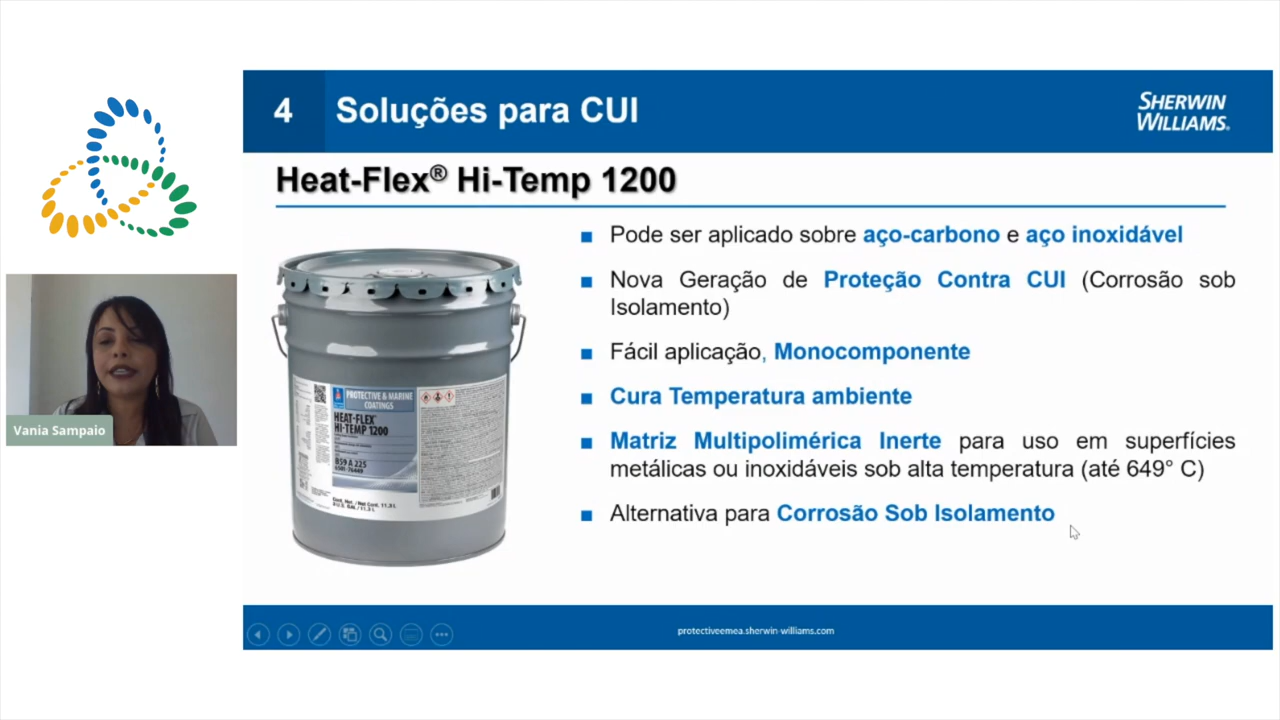 4 Soluções para CUI
SHERWIN
WILLIAMS.
Heat-Flex® Hi-Temp 1200
Pode ser aplicado sobre aço-carbono e aço inoxidável
Nova Geração de Proteção Contra CUI (Corrosão sob
Isolamento)
Fácil aplicação, Monocomponente
Cura Temperatura ambiente
Matriz Multipolimérica Inerte para uso em superfícies
metálicas ou inoxidáveis sob alta temperatura (até 649° C)
Alternativa para Corrosão Sob Isolamento
PROTECTIVE & MARINE
COATINGS
HEAT-FLEX
HI-TEMP 1200
B59 A 225
Vania Sampaio
protectiveemea.sherwin-williams.com